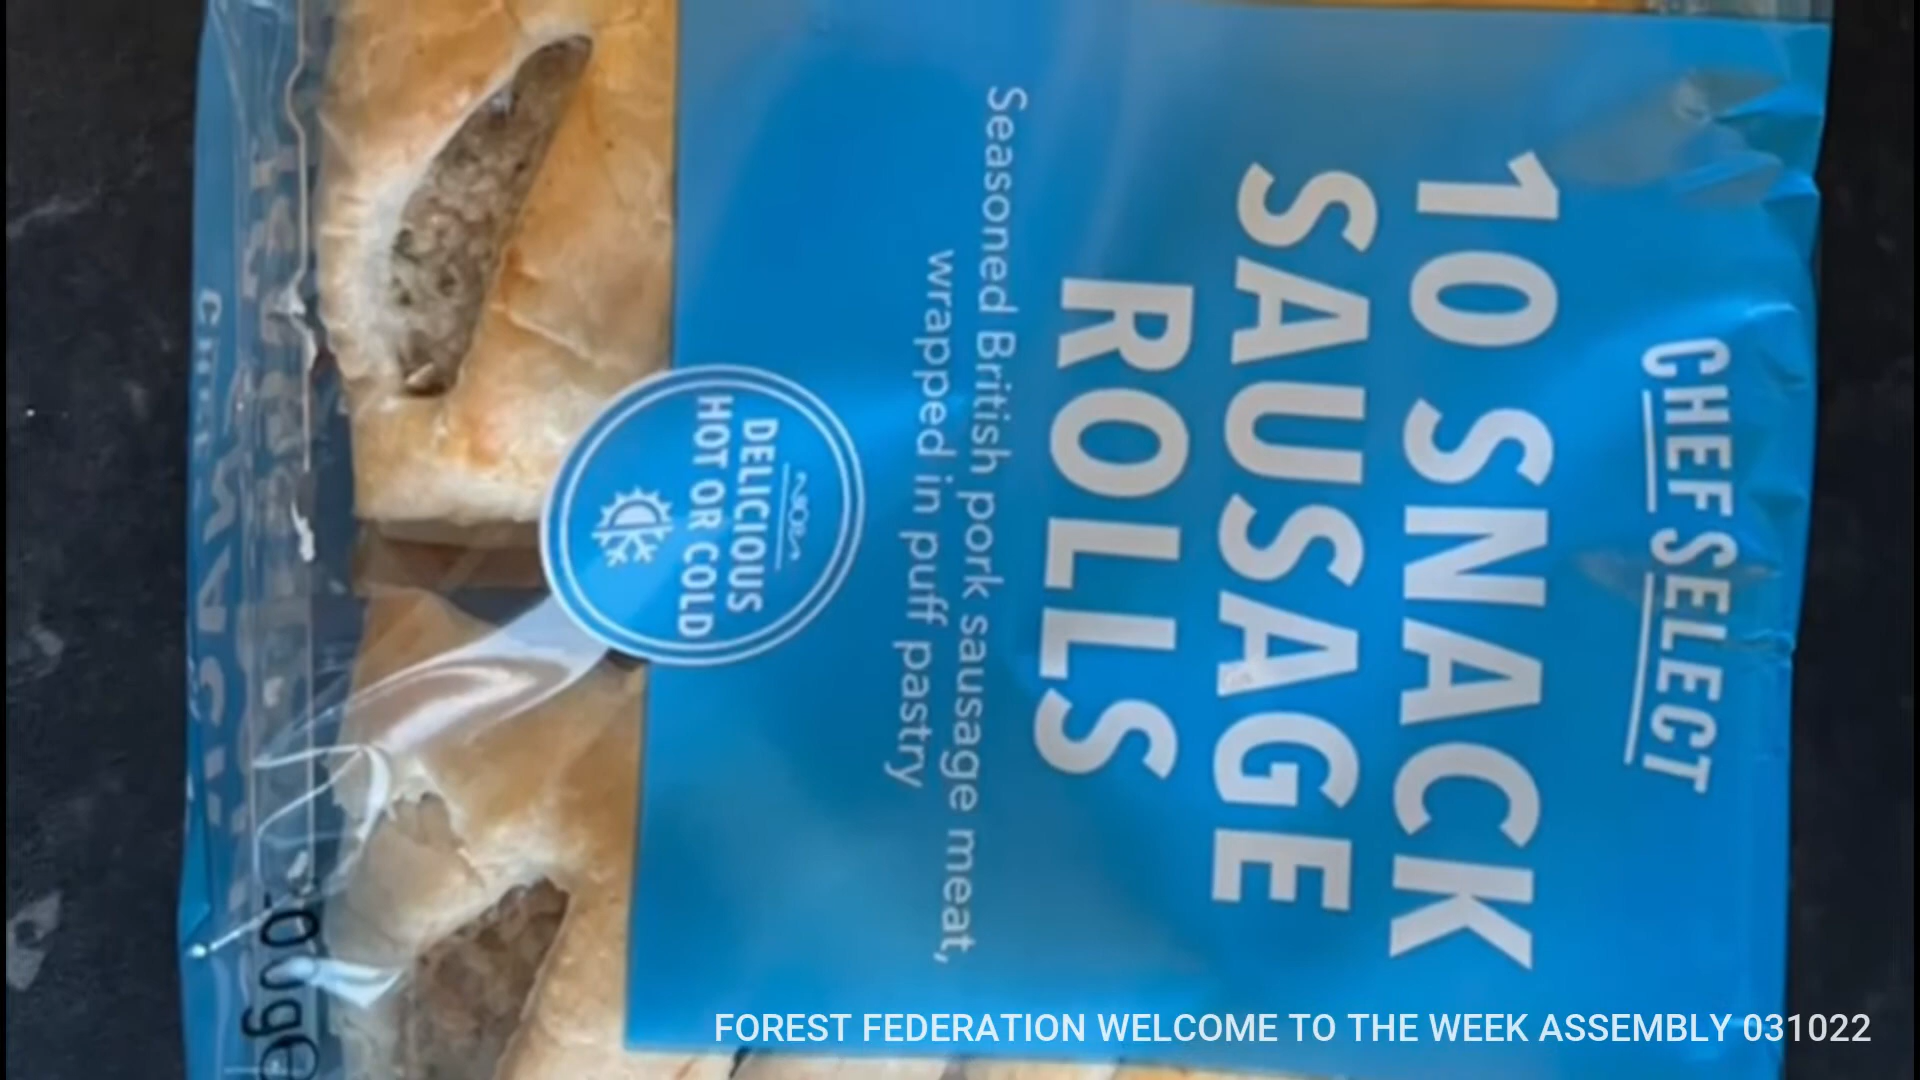 CHEF SELECT
10 SNACK
SAUSAGE
ROLLS
Seasoned British pork sausage meat,
wrapped in puff pastry
DELICIOUS
HOT OR COLD
FOREST FEDERATION WELCOME TO THE WEEK ASSEMBLY 031022